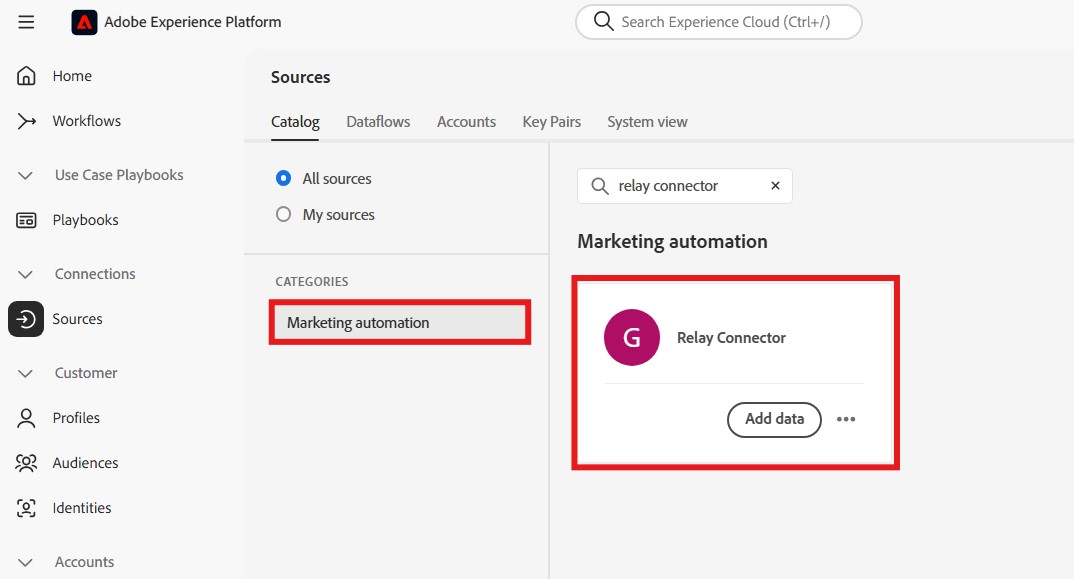 Adobe Experience Platform
Search Experience Cloud (Ctrl+/)
Home
Workflows
Use Case Playbooks
Playbooks
Connections
Sources
Customer
Profiles
Audiences
Identities
Accounts
Sources
Catalog Dataflows Accounts Key Pairs System view
All sources
My sources
CATEGORIES
Marketing automation
relay connector
Marketing automation
G
Relay Connector
Add data